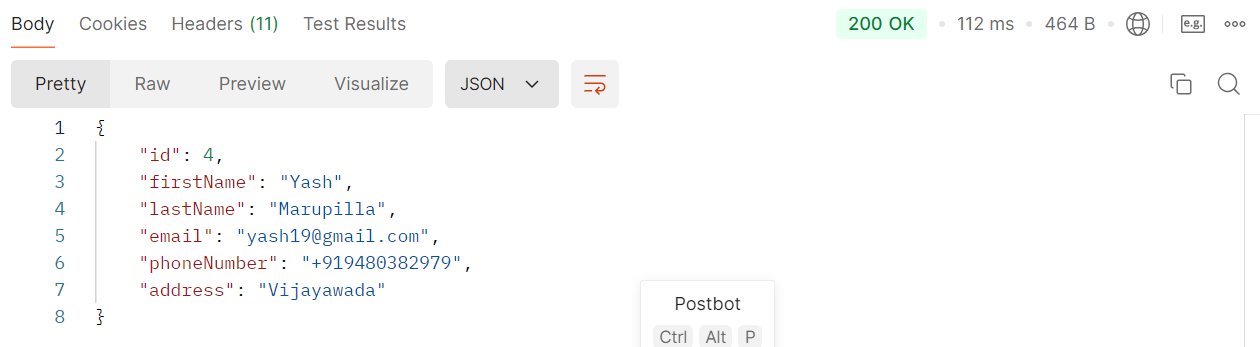 Body Cookies Headers (11) Test Results 200 OK 112 ms 464 B e.g.
Pretty Raw Preview Visualize JSON
1 {
2 "id": 4,
3 "firstName": "Yash",
4 "lastName": "Marupilla",
5 "email": "yash19@gmail.com",
6 "phoneNumber": "+919480382979",
7 "address": "Vijayawada"
8 }
Postbot
Ctrl Alt P